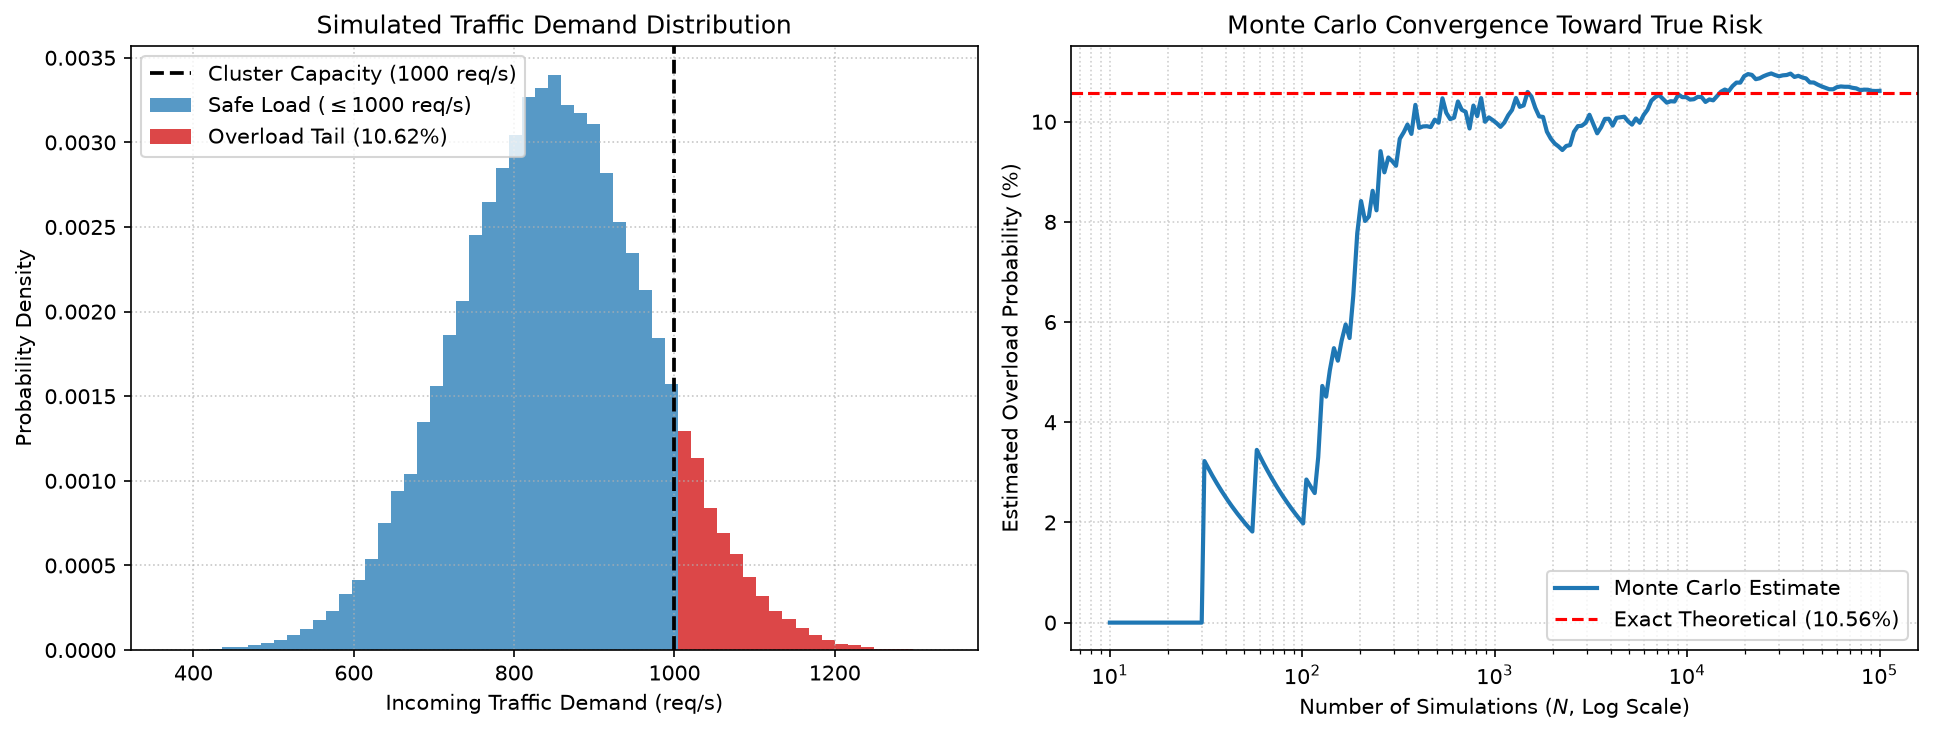 Simulated Traffic Demand Distribution
Cluster Capacity (1000 req/s)
Safe Load (≤1000 req/s)
Overload Tail (10.62%)
0.0035
0.0030
0.0025
0.0020
0.0015
0.0010
0.0005
0.0000
Probability Density
400 600 800 1000 1200
Incoming Traffic Demand (req/s)
Monte Carlo Convergence Toward True Risk
10
8
6
4
2
0
Estimated Overload Probability (%)
Monte Carlo Estimate
Exact Theoretical (10.56%)
10¹ 10² 10³ 10⁴ 10⁵
Number of Simulations (N, Log Scale)